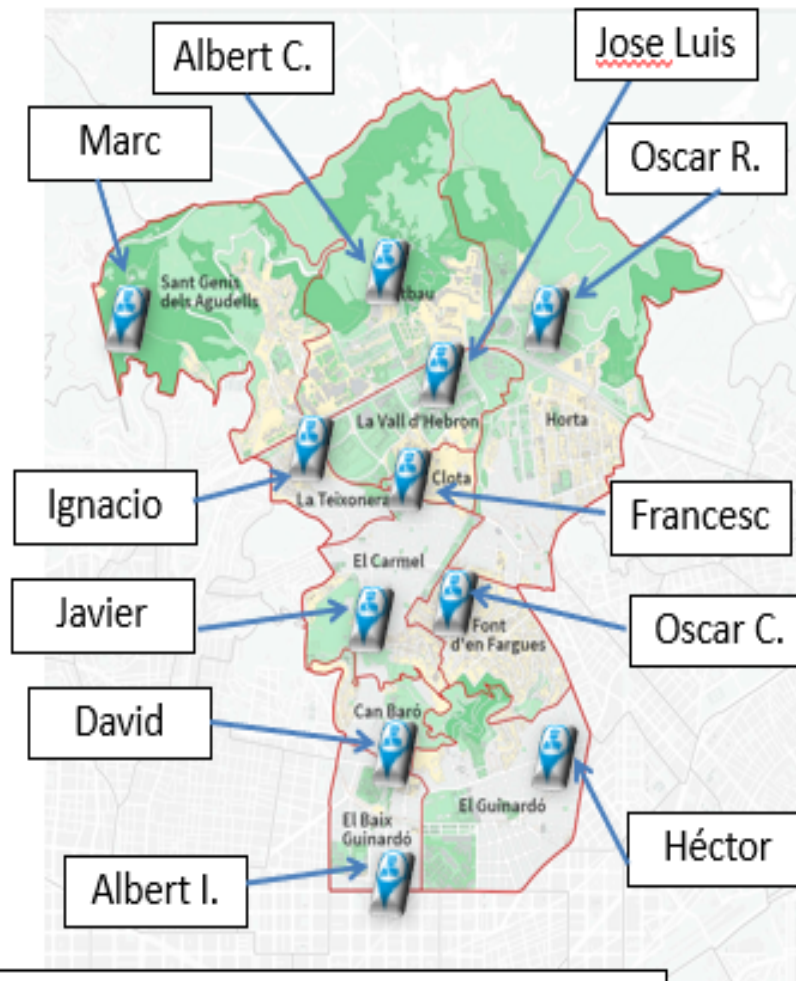 Jose Luis
Albert C.
Marc
Oscar R.
Sant Genís
dels Agudells
tbau
La Vall d'Hebron
Horta
Clota
Ignacio
La Teixonera
Francesc
El Carmel
Javier
Oscar C.
Font
d'en Fargues
David
Can Baró
El Guinardó
El Baix
Guinardó
Héctor
Albert I.